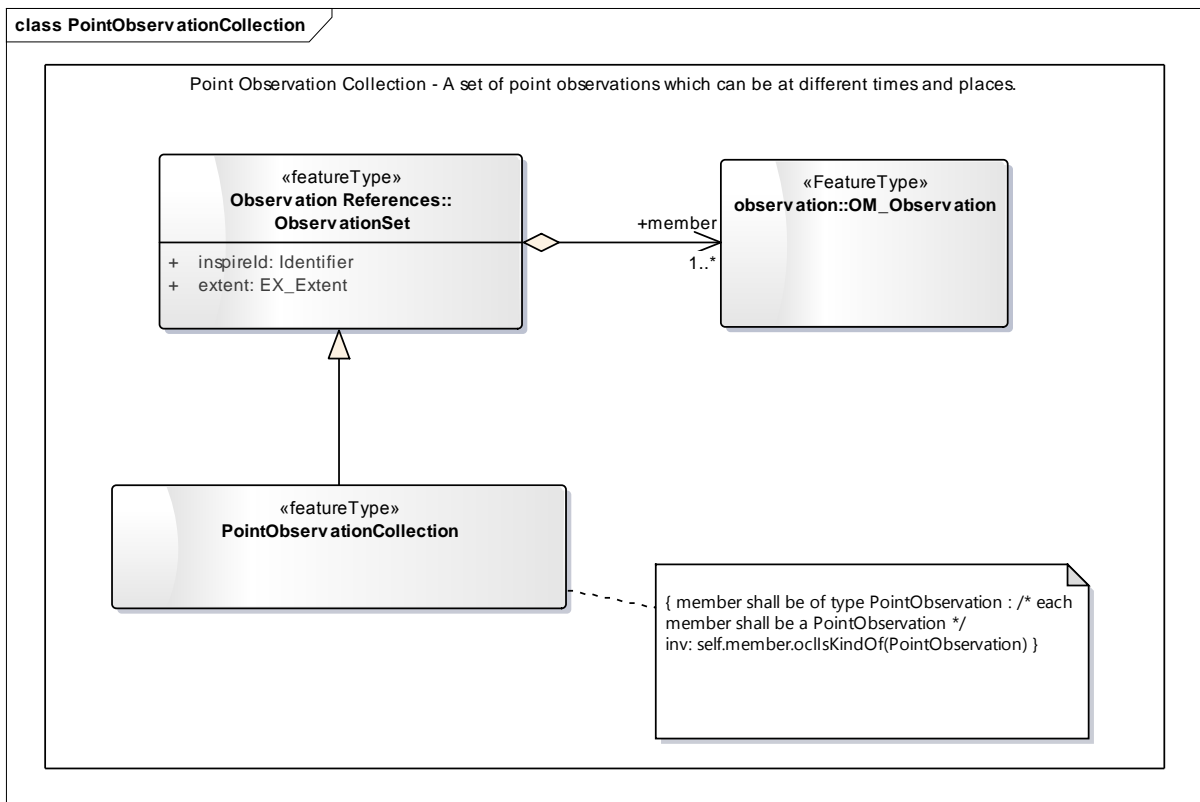 class PointObservationCollection
Point Observation Collection - A set of point observations which can be at different times and places.
«featureType»
Observation References::
ObservationSet
+ inspireId: Identifier
+ extent: EX_Extent
+member
1..*
«FeatureType»
observation::OM_Observation
«featureType»
PointObservationCollection
{ member shall be of type PointObservation : /* each
member shall be a PointObservation */
inv: self.member.oclIsKindOf(PointObservation) }